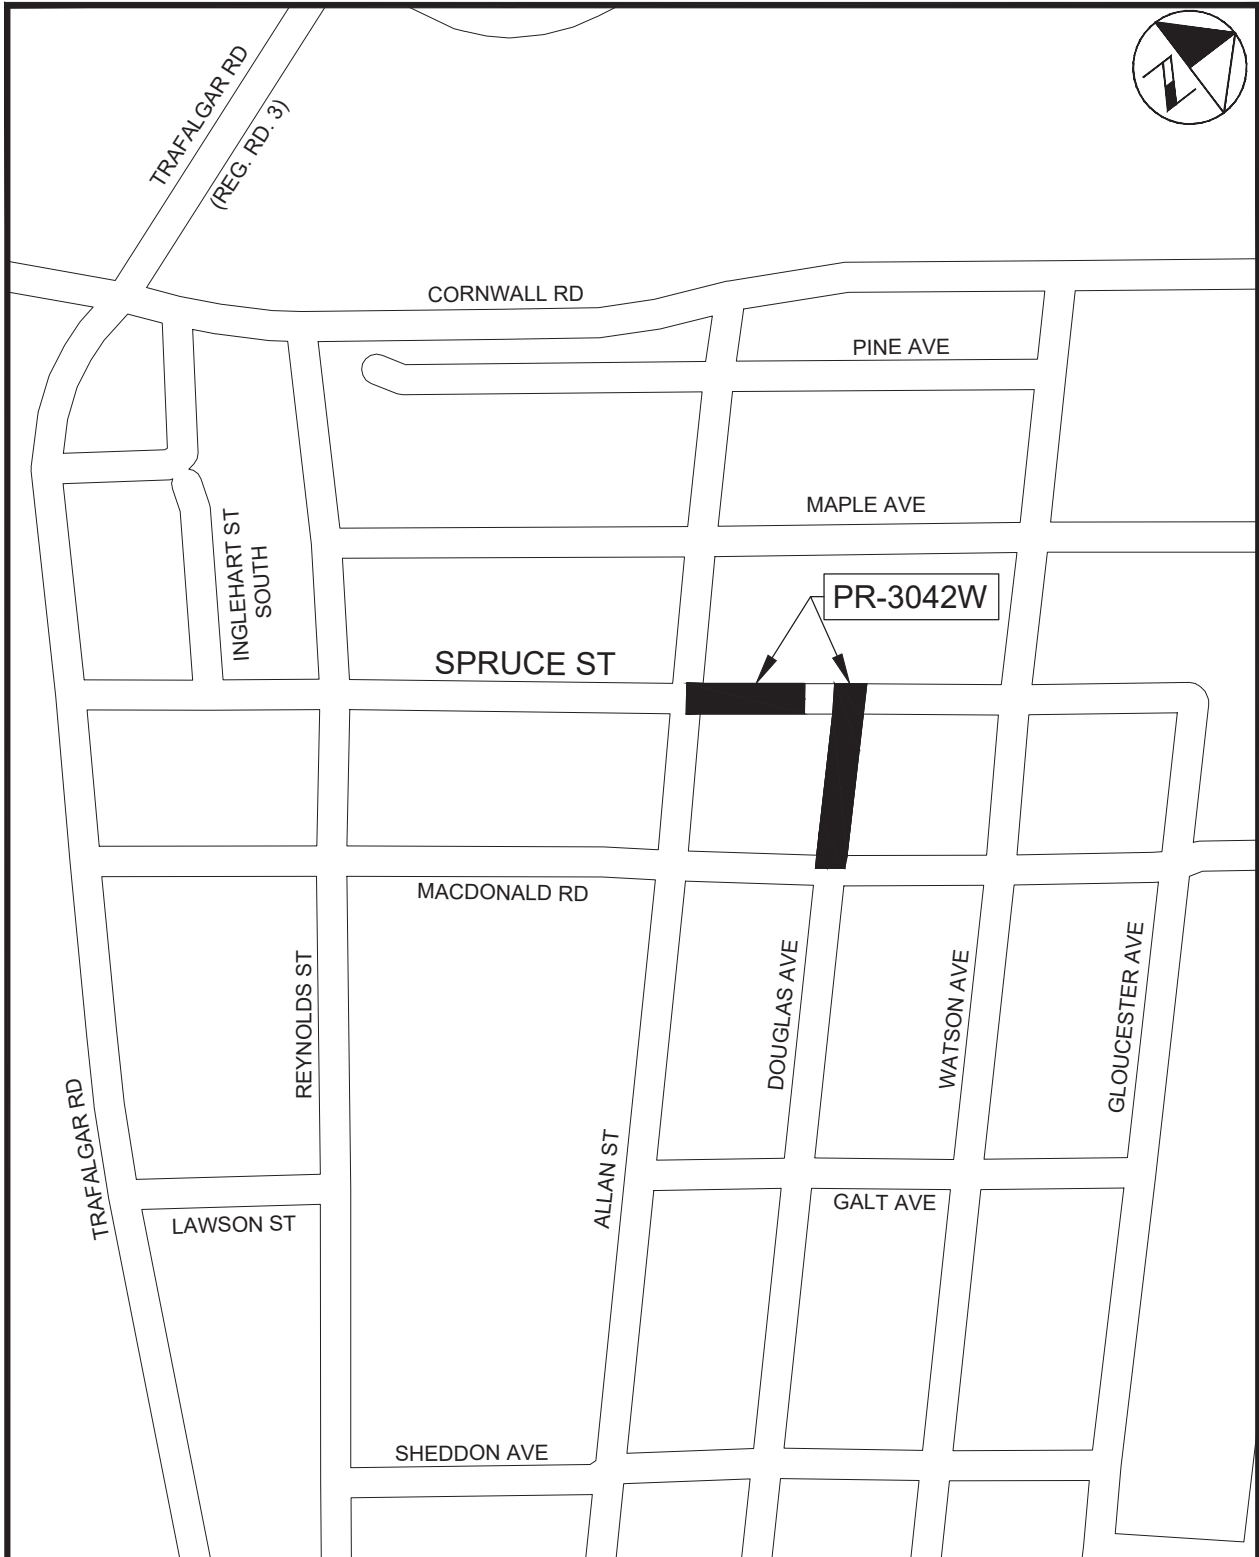 TRAFALGAR RD
(REG. RD. 3)
N
CORNWALL RD
PINE AVE
MAPLE AVE
INGLEHART ST
SOUTH
PR-3042W
SPRUCE ST
MACDONALD RD
REYNOLDS ST
DOUGLAS AVE
WATSON AVE
GLOUCESTER AVE
TRAFALGAR RD
ALLAN ST
GALT AVE
LAWSON ST
SHEDDON AVE